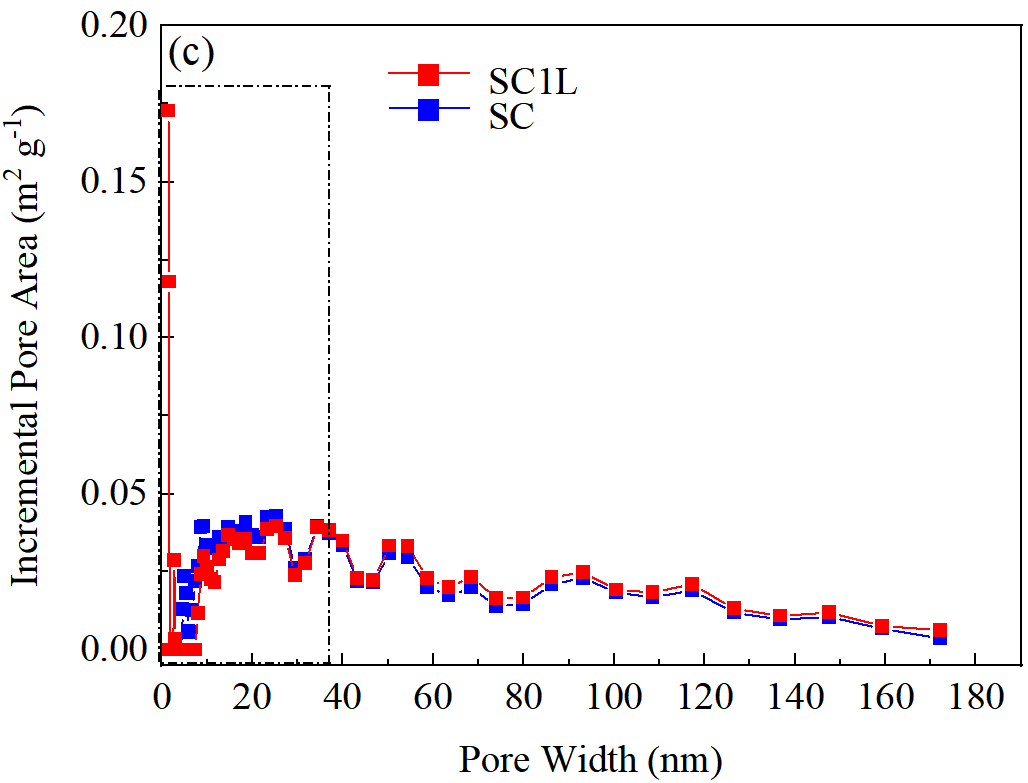 (c)
SC1L
SC
Incremental Pore Area (m² g⁻¹)
0.20
0.15
0.10
0.05
0.00
0 20 40 60 80 100 120 140 160 180
Pore Width (nm)